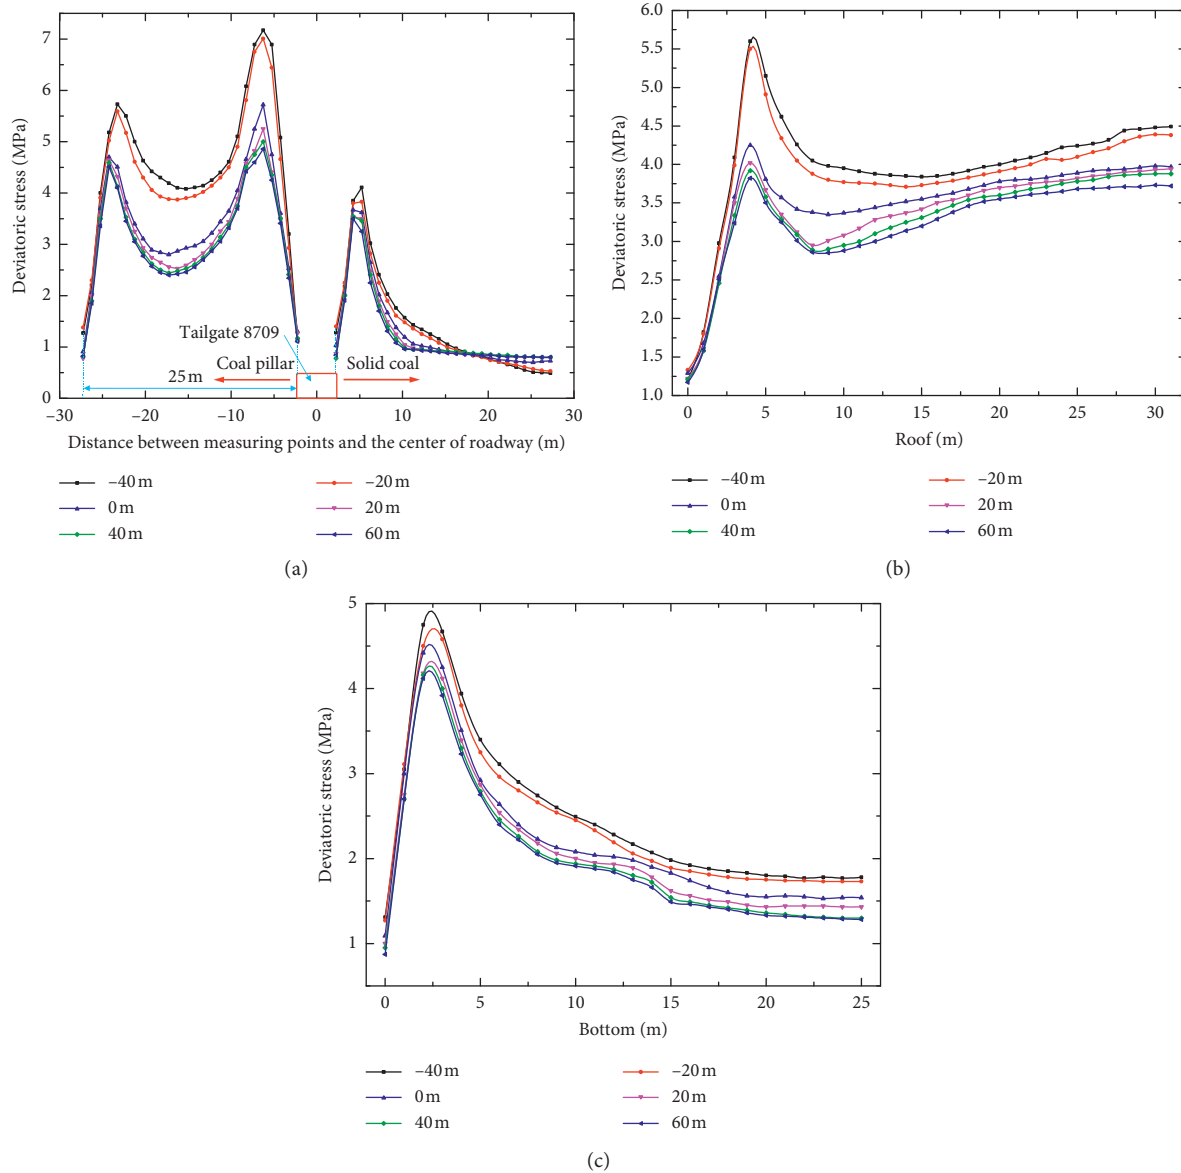 7
6
5
4
3
2
1
0
Deviatoric stress (MPa)
Tailgate 8709
Coal pillar
Solid coal
25 m
–30
–20
–10
0
10
20
30
Distance between measuring points and the center of roadway (m)
–40 m
–20 m
0 m
20 m
40 m
60 m
(a)
6.0
5.5
5.0
4.5
4.0
3.5
3.0
2.5
2.0
1.5
1.0
Deviatoric stress (MPa)
0
5
10
15
20
25
30
Roof (m)
–40 m
–20 m
0 m
20 m
40 m
60 m
(b)
5
4
3
2
1
Deviatoric stress (MPa)
0
5
10
15
20
25
Bottom (m)
–40 m
–20 m
0 m
20 m
40 m
60 m
(c)